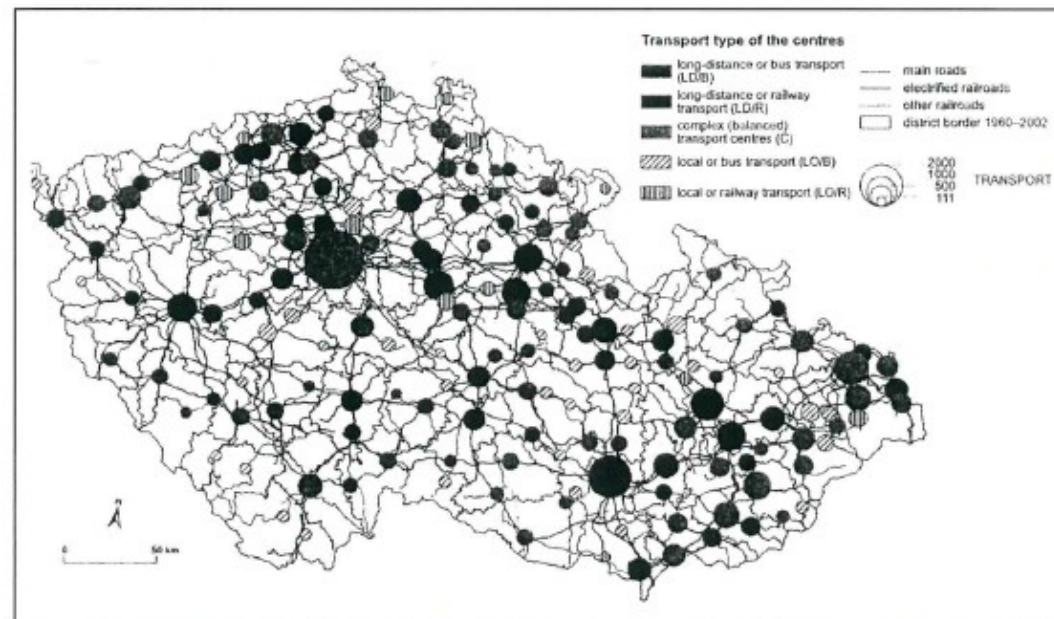 Transport type of the centres
long-distance or bus transport
(LD/B)
long-distance or railway
transport (LD/R)
complex (balanced)
transport centres (C)
local or bus transport (LO/B)
local or railway transport (LO/R)
main roads
electrified railroads
other railroads
district border 1960–2002
2000
1000
500
111
TRANSPORT
0
50 km